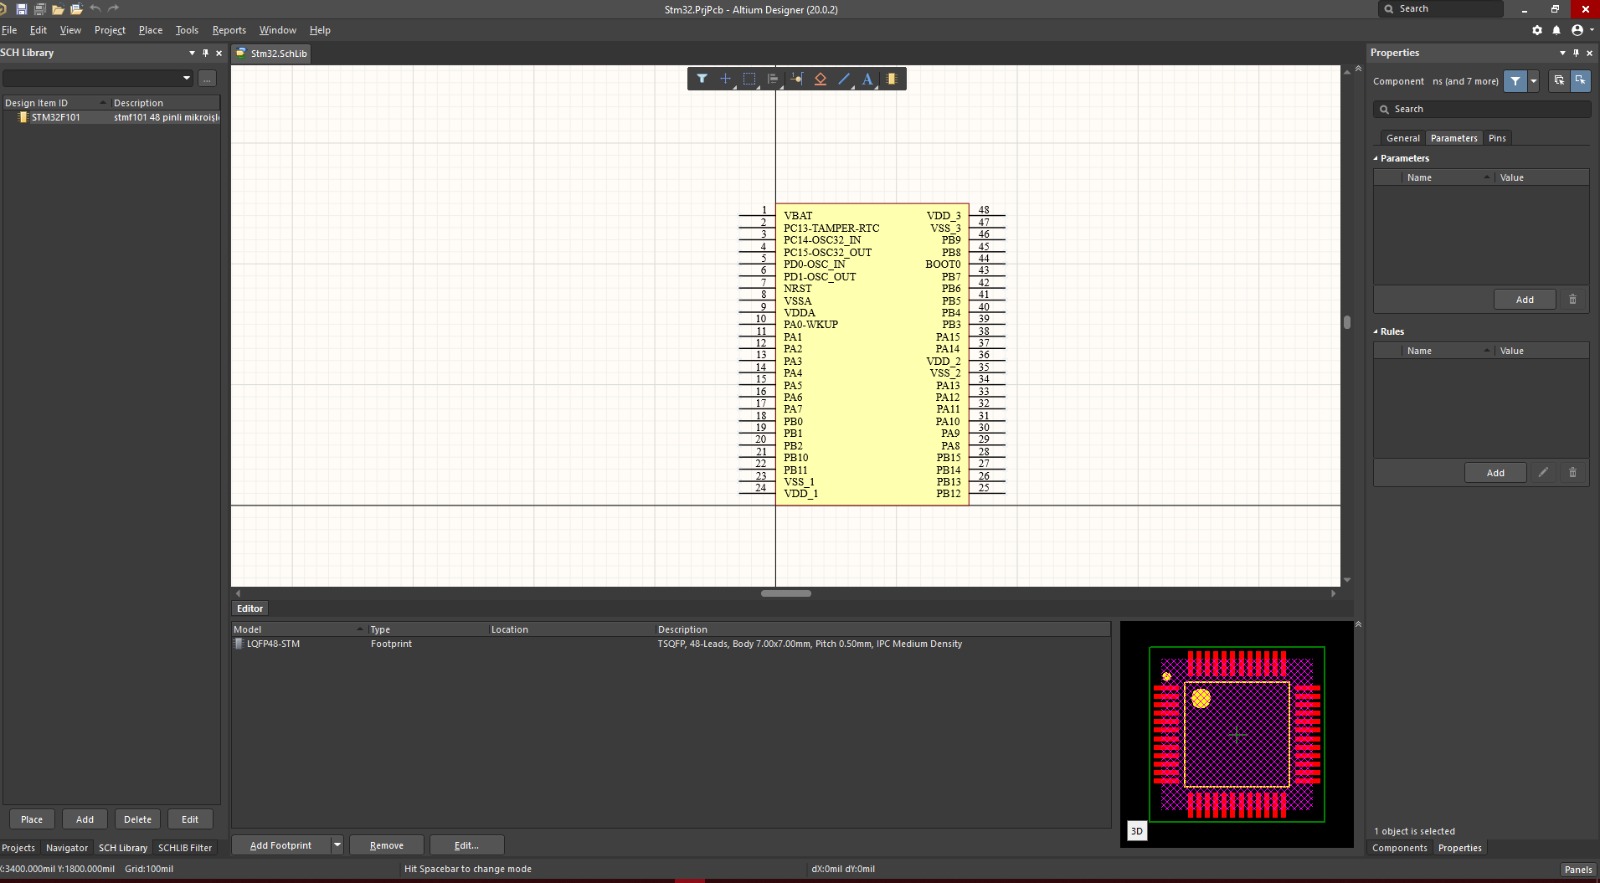 Stm32.PrjPcb - Altium Designer (20.0.2)
Search
File Edit View Project Place Tools Reports Window Help
SCH Library
Stm32.SchLib
Properties
Component ns (and 7 more)
...
Search
Design Item ID Description
STM32F101 stmf101 48 pinli mikroişl
General Parameters Pins
Parameters
Name Value
Add
Rules
Name Value
Add
1 VBAT VDD_3 48
2 PC13-TAMPER-RTC VSS_3 47
3 PC14-OSC32_IN PB9 46
4 PC15-OSC32_OUT PB8 45
5 PD0-OSC_IN BOOT0 44
6 PD1-OSC_OUT PB7 43
7 NRST PB6 42
8 VSSA PB5 41
9 VDDA PB4 40
10 PA0-WKUP PB3 39
11 PA1 PA15 38
12 PA2 PA14 37
13 PA3 VDD_2 36
14 PA4 VSS_2 35
15 PA5 PA13 34
16 PA6 PA12 33
17 PA7 PA11 32
18 PB0 PA10 31
19 PB1 PA9 30
20 PB2 PA8 29
21 PB10 PB15 28
22 PB11 PB14 27
23 VSS_1 PB13 26
24 VDD_1 PB12 25
Editor
Model Type Location Description
LQFP48-STM Footprint TSQFP, 48-Leads, Body 7.00x7.00mm, Pitch 0.50mm, IPC Medium Density
3D
1 object is selected
Place Add Delete Edit
Add Footprint Remove Edit...
Projects Navigator SCH Library SCHLIB Filter
Components Properties
X:3400.000mil Y:1800.000mil Grid:100mil
Hit Spacebar to change mode
dX:0mil dY:0mil
Panels